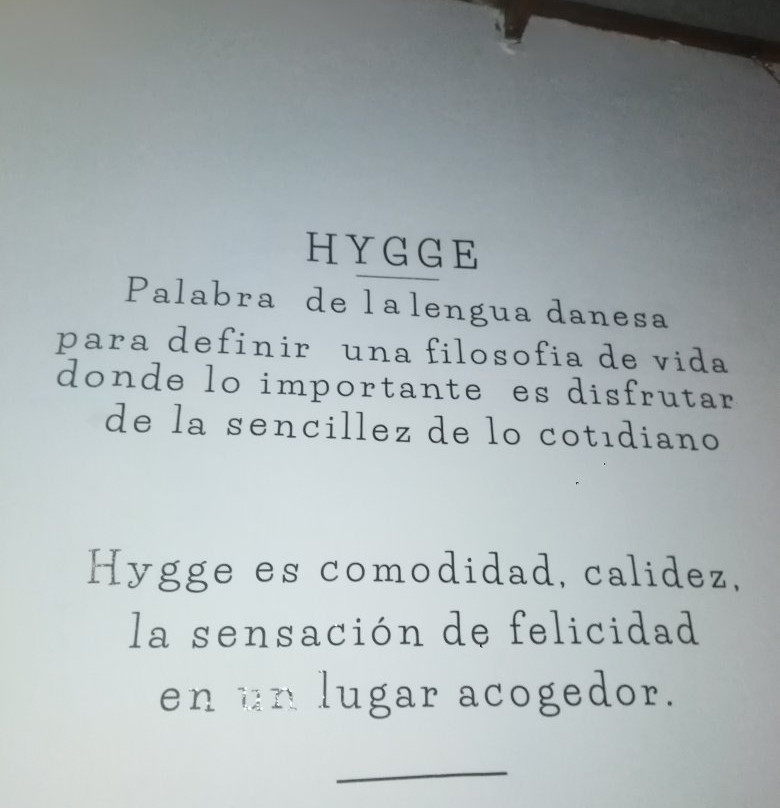 HYGGE
Palabra de la lengua danesa
para definir una filosofia de vida
donde lo importante es disfrutar
de la sencillez de lo cotidiano
Hygge es comodidad, calidez,
la sensación de felicidad
en un lugar acogedor.